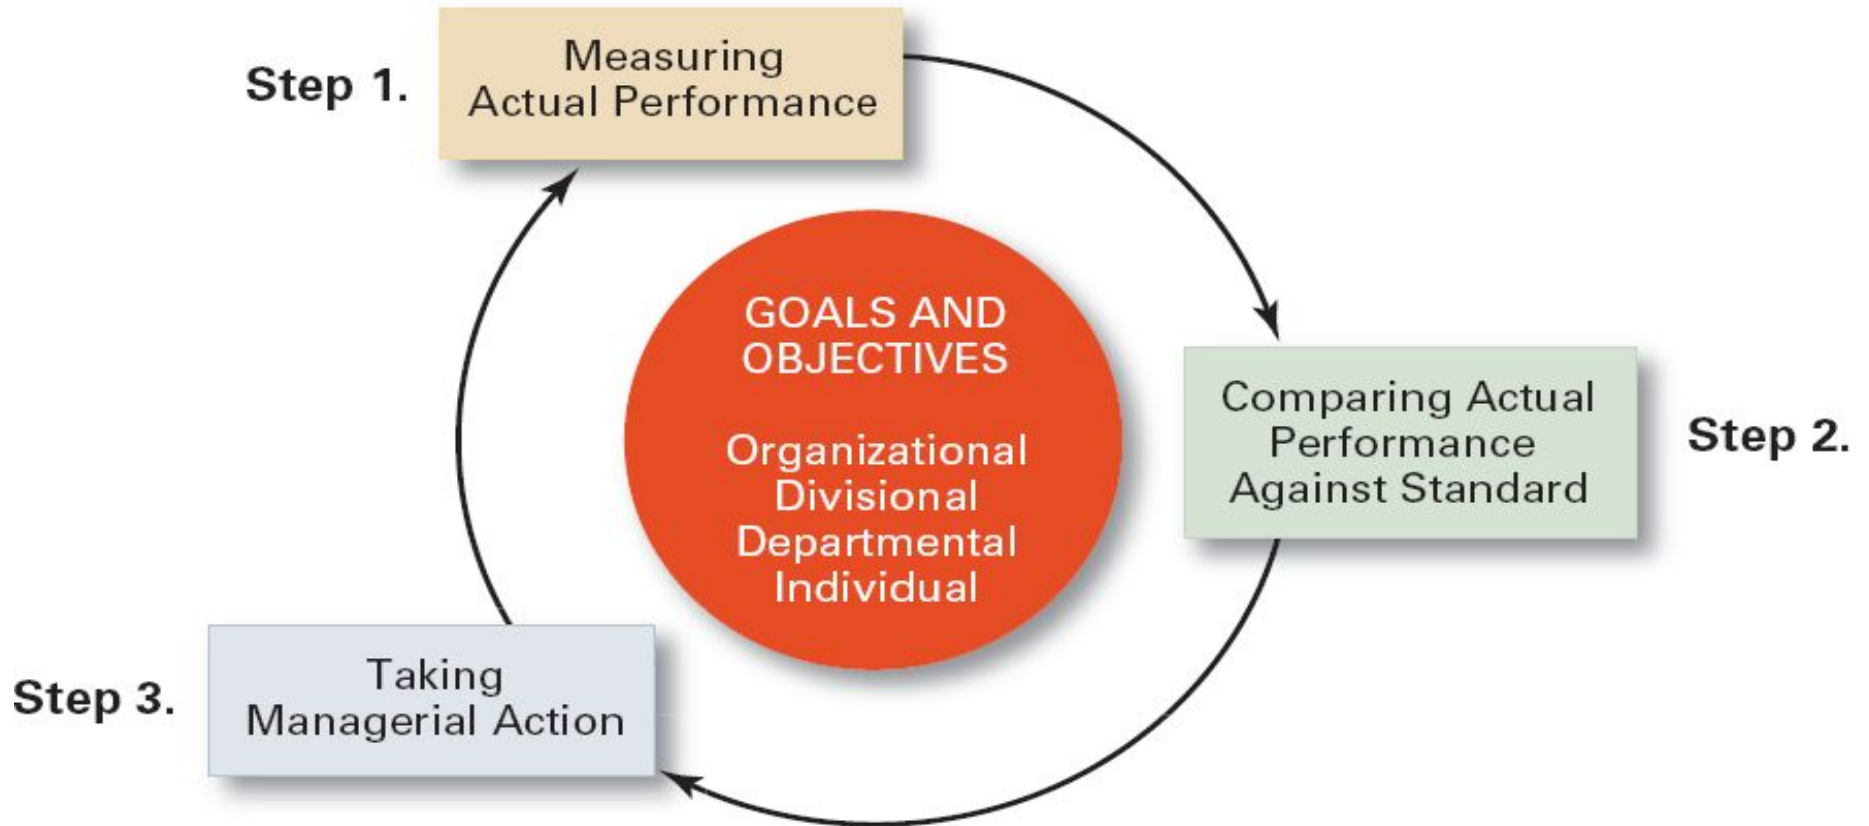 Step 1.
Measuring
Actual Performance
GOALS AND
OBJECTIVES
Organizational
Divisional
Departmental
Individual
Comparing Actual
Performance
Against Standard
Step 2.
Step 3.
Taking
Managerial Action